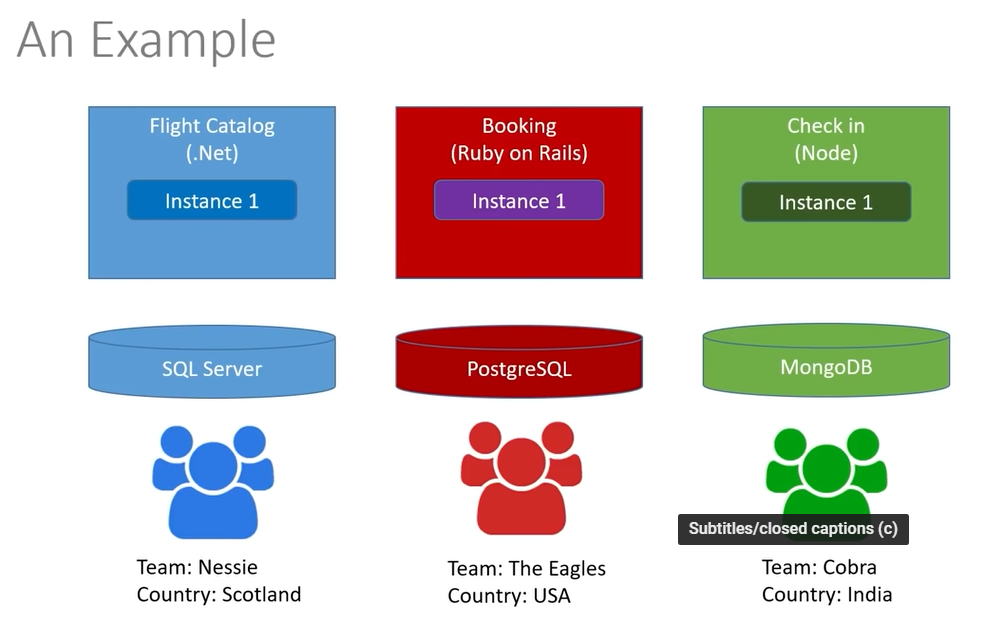 An Example
Flight Catalog
(.Net)
Instance 1
Booking
(Ruby on Rails)
Instance 1
Check in
(Node)
Instance 1
SQL Server
PostgreSQL
MongoDB
Subtitles/closed captions (c)
Team: Nessie
Country: Scotland
Team: The Eagles
Country: USA
Team: Cobra
Country: India